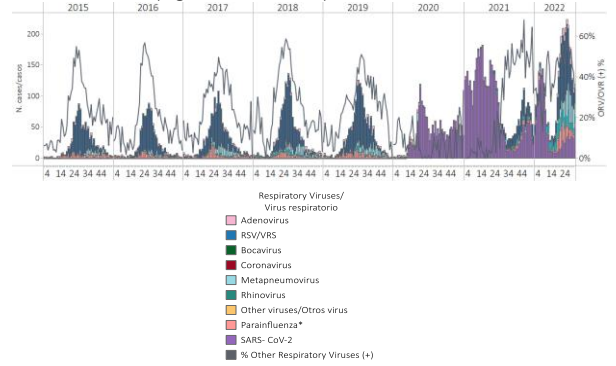 2015 2016 2017 2018 2019 2020 2021 2022
200
150
100
50
0
N. cases/casos
60%
40%
20%
0%
ORV/OVR (+) %
4 14 24 34 44 4 14 24 34 44 4 14 24 34 44 4 14 24 34 44 4 14 24 34 44 4 14 24 34 44 4 14 24 34 44 4 14 24
Respiratory Viruses/
Virus respiratorio
Adenovirus
RSV/VRS
Bocavirus
Coronavirus
Metapneumovirus
Rhinovirus
Other viruses/Otros virus
Parainfluenza*
SARS- CoV-2
% Other Respiratory Viruses (+)